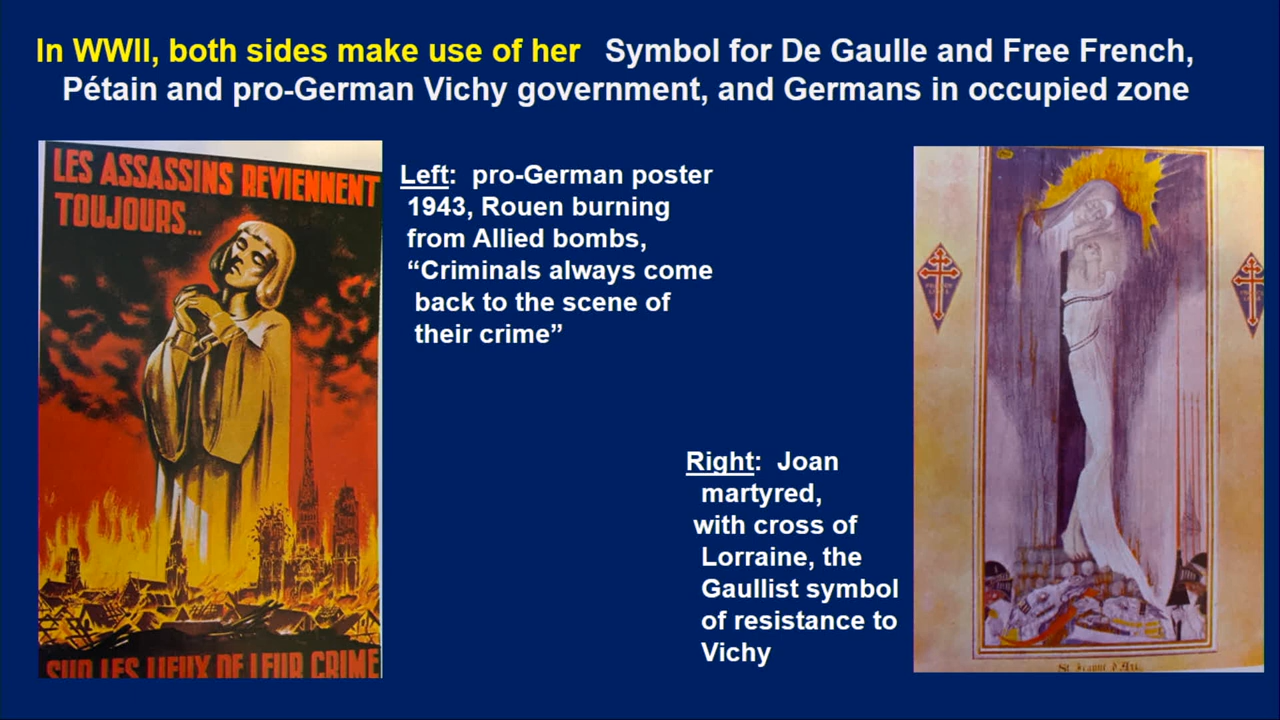 In WWII, both sides make use of her Symbol for De Gaulle and Free French,
Pétain and pro-German Vichy government, and Germans in occupied zone
LES ASSASSINS REVIENNENT
TOUJOURS...
SUR LES LIEUX DE LEUR CRIME
Left: pro-German poster
1943, Rouen burning
from Allied bombs,
“Criminals always come
back to the scene of
their crime”
Right: Joan
martyred,
with cross of
Lorraine, the
Gaullist symbol
of resistance to
Vichy
St Jeanne d'Arc